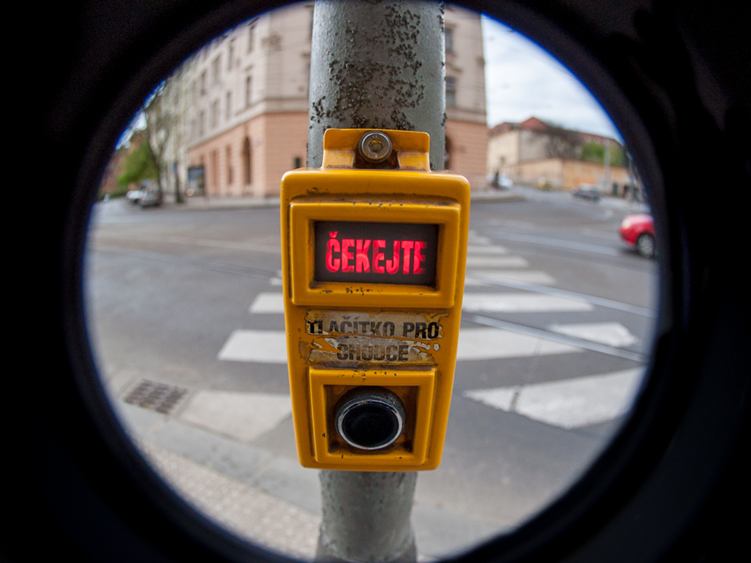 ČEKEJTE
TLAČÍTKO PRO
CHODCE